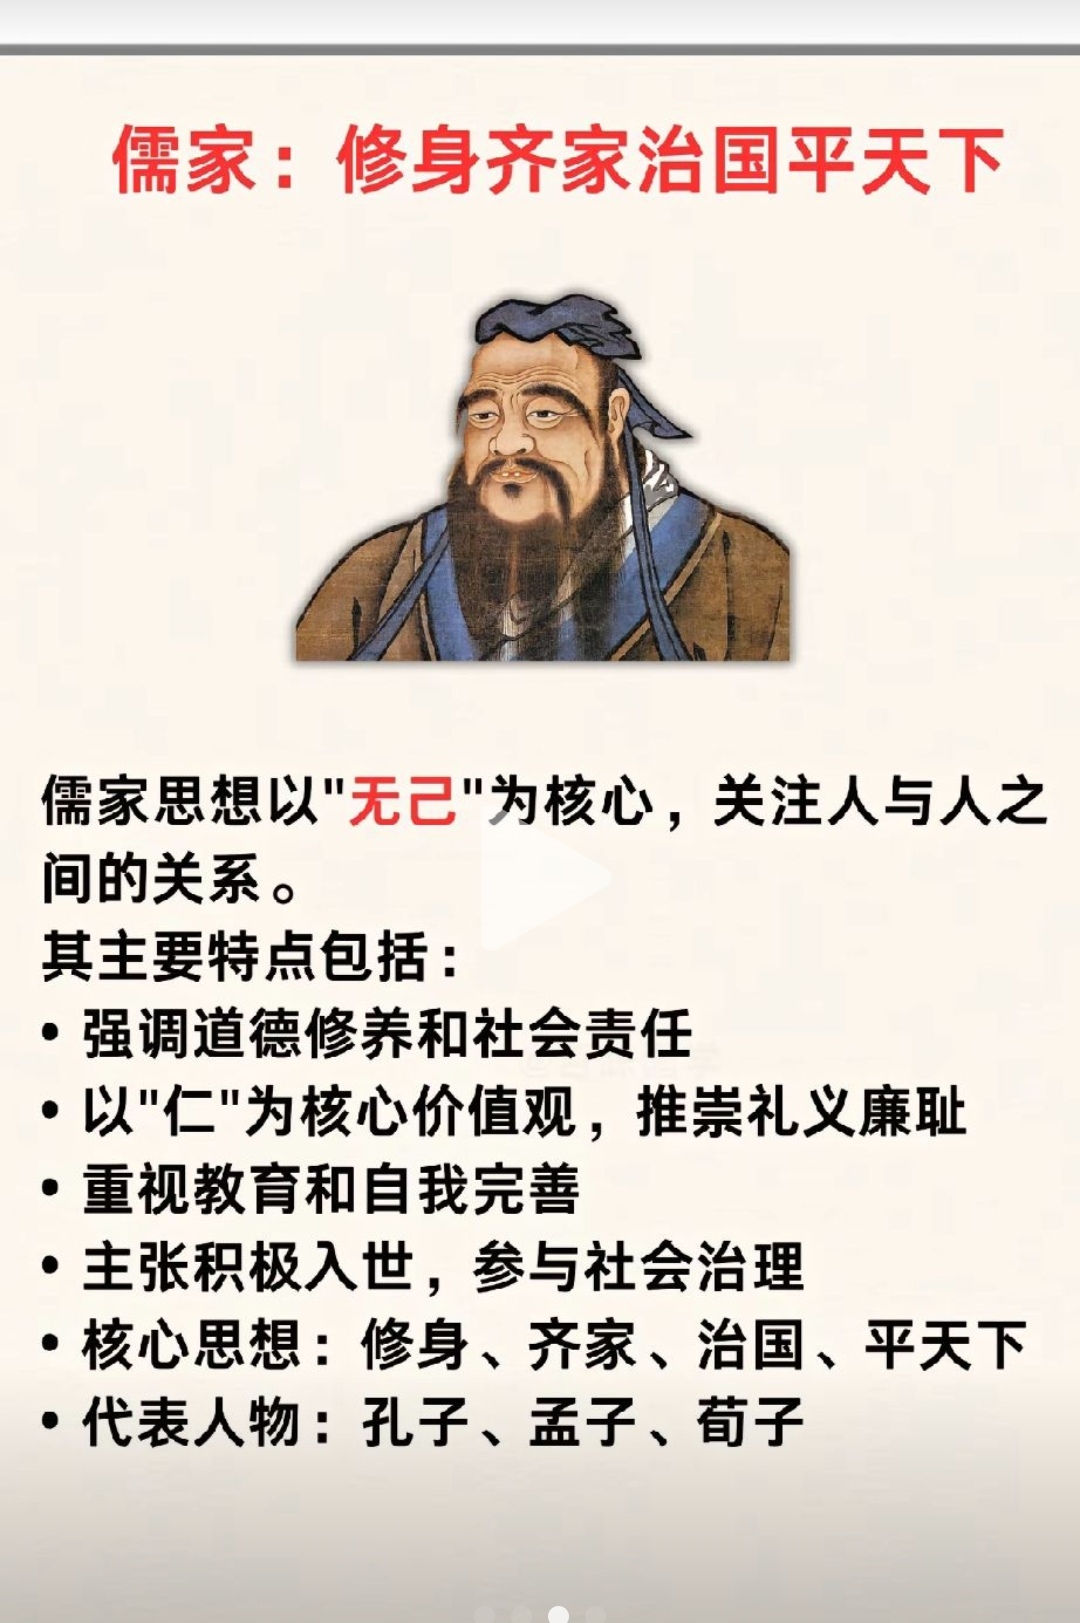 儒家：修身齐家治国平天下
儒家思想以"无己"为核心，关注人与人之
间的关系。
其主要特点包括：
• 强调道德修养和社会责任
• 以"仁"为核心价值观，推崇礼义廉耻
• 重视教育和自我完善
• 主张积极入世，参与社会治理
• 核心思想：修身、齐家、治国、平天下
• 代表人物：孔子、孟子、荀子